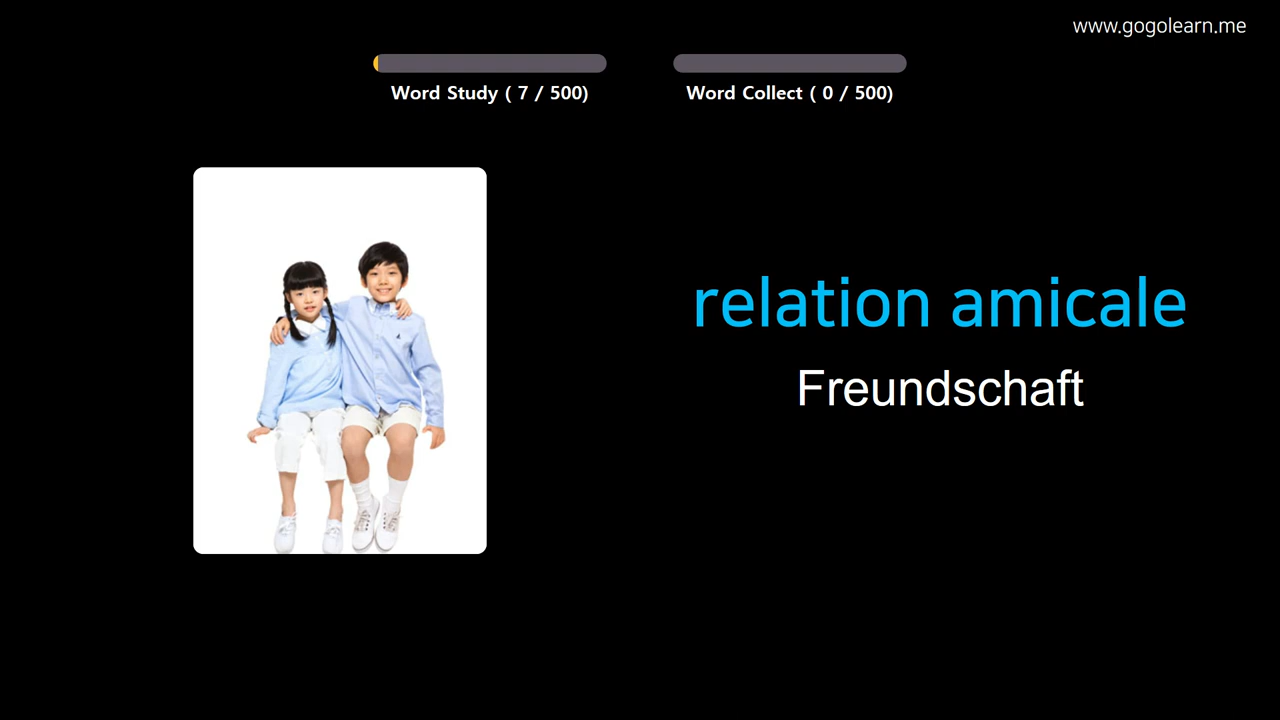 www.gogolearn.me
Word Study ( 7 / 500)
Word Collect ( 0 / 500)
relation amicale
Freundschaft